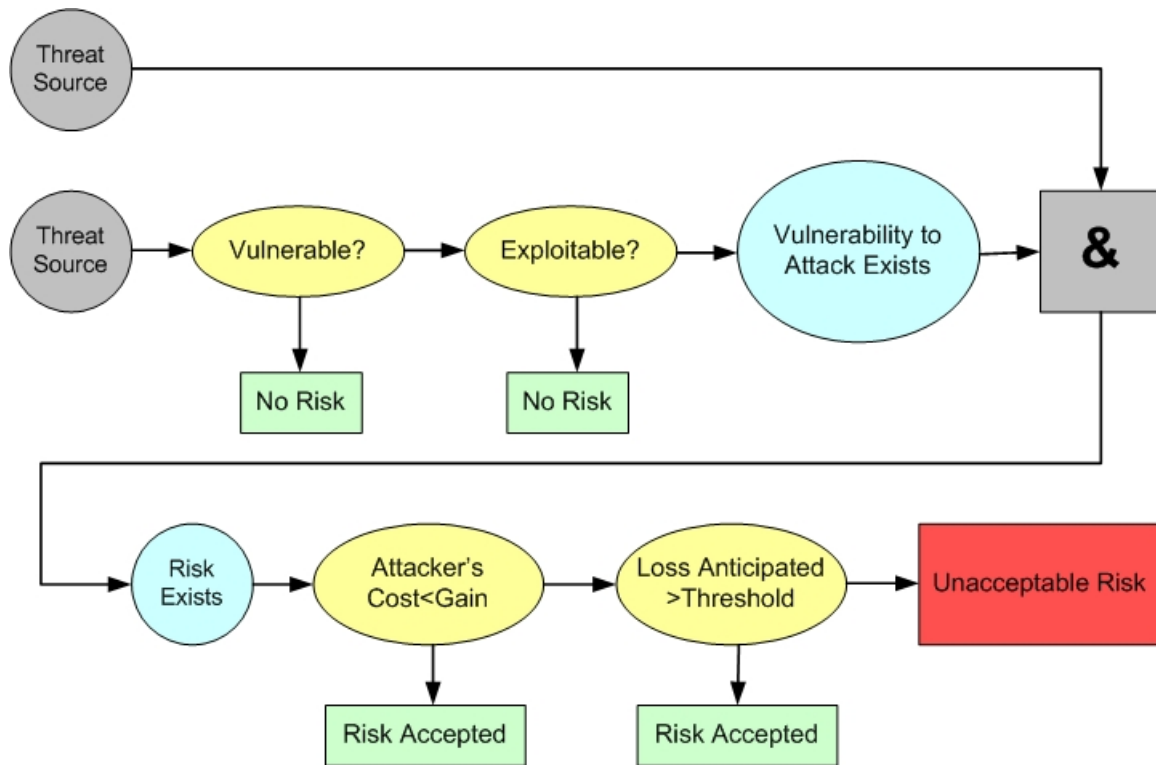 Threat
Source
Threat
Source
Vulnerable?
Exploitable?
Vulnerability to
Attack Exists
&
No Risk
No Risk
Risk
Exists
Attacker's
Cost<Gain
Loss Anticipated
>Threshold
Unacceptable Risk
Risk Accepted
Risk Accepted